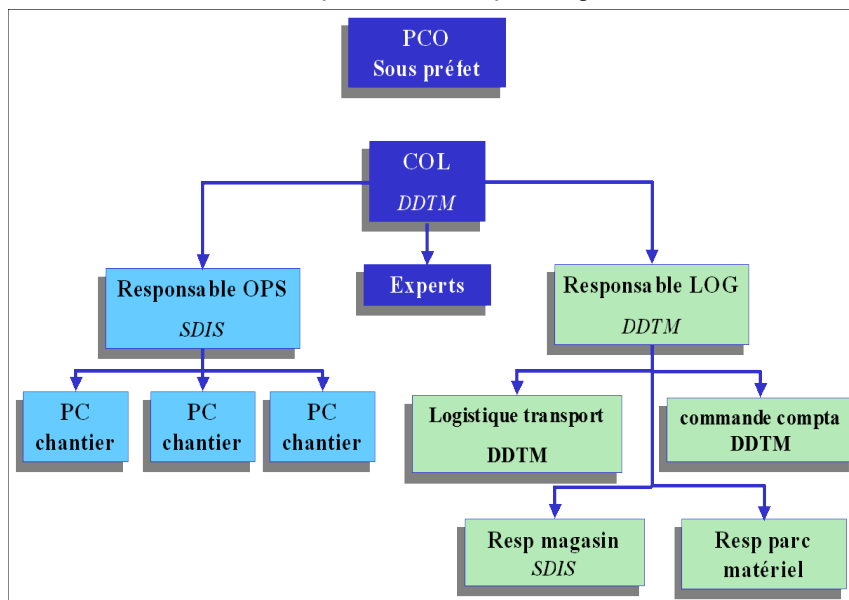 PCO
Sous préfet
COL
DDTM
Responsable OPS
SDIS
Experts
Responsable LOG
DDTM
PC
chantier
PC
chantier
PC
chantier
Logistique transport
DDTM
commande compta
DDTM
Resp magasin
SDIS
Resp parc
matériel